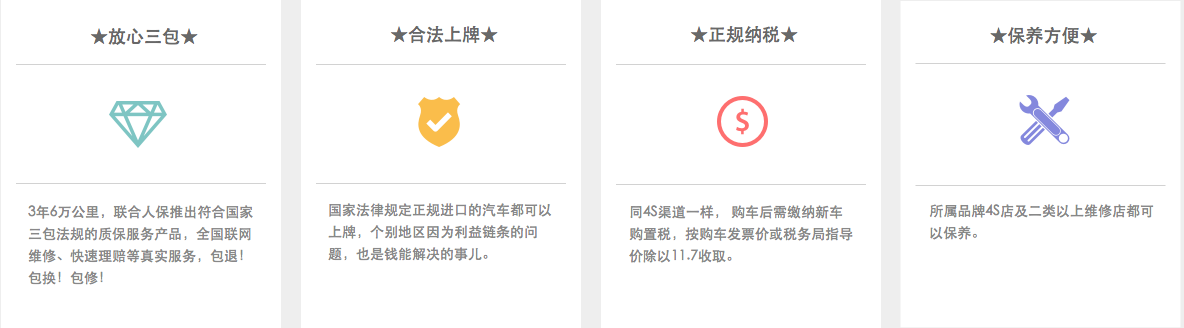 ★放心三包★
3年6万公里，联合人保推出符合国家
三包法规的质保服务产品，全国联网
维修、快速理赔等真实服务，包退！
包换！包修！
★合法上牌★
国家法律规定正规进口的汽车都可以
上牌，个别地区因为利益链条的问
题，也是钱能解决的事儿。
★正规纳税★
$
同4S渠道一样， 购车后需缴纳新车
购置税，按购车发票价或税务局指导
价除以11.7收取。
★保养方便★
所属品牌4S店及二类以上维修店都可
以保养。